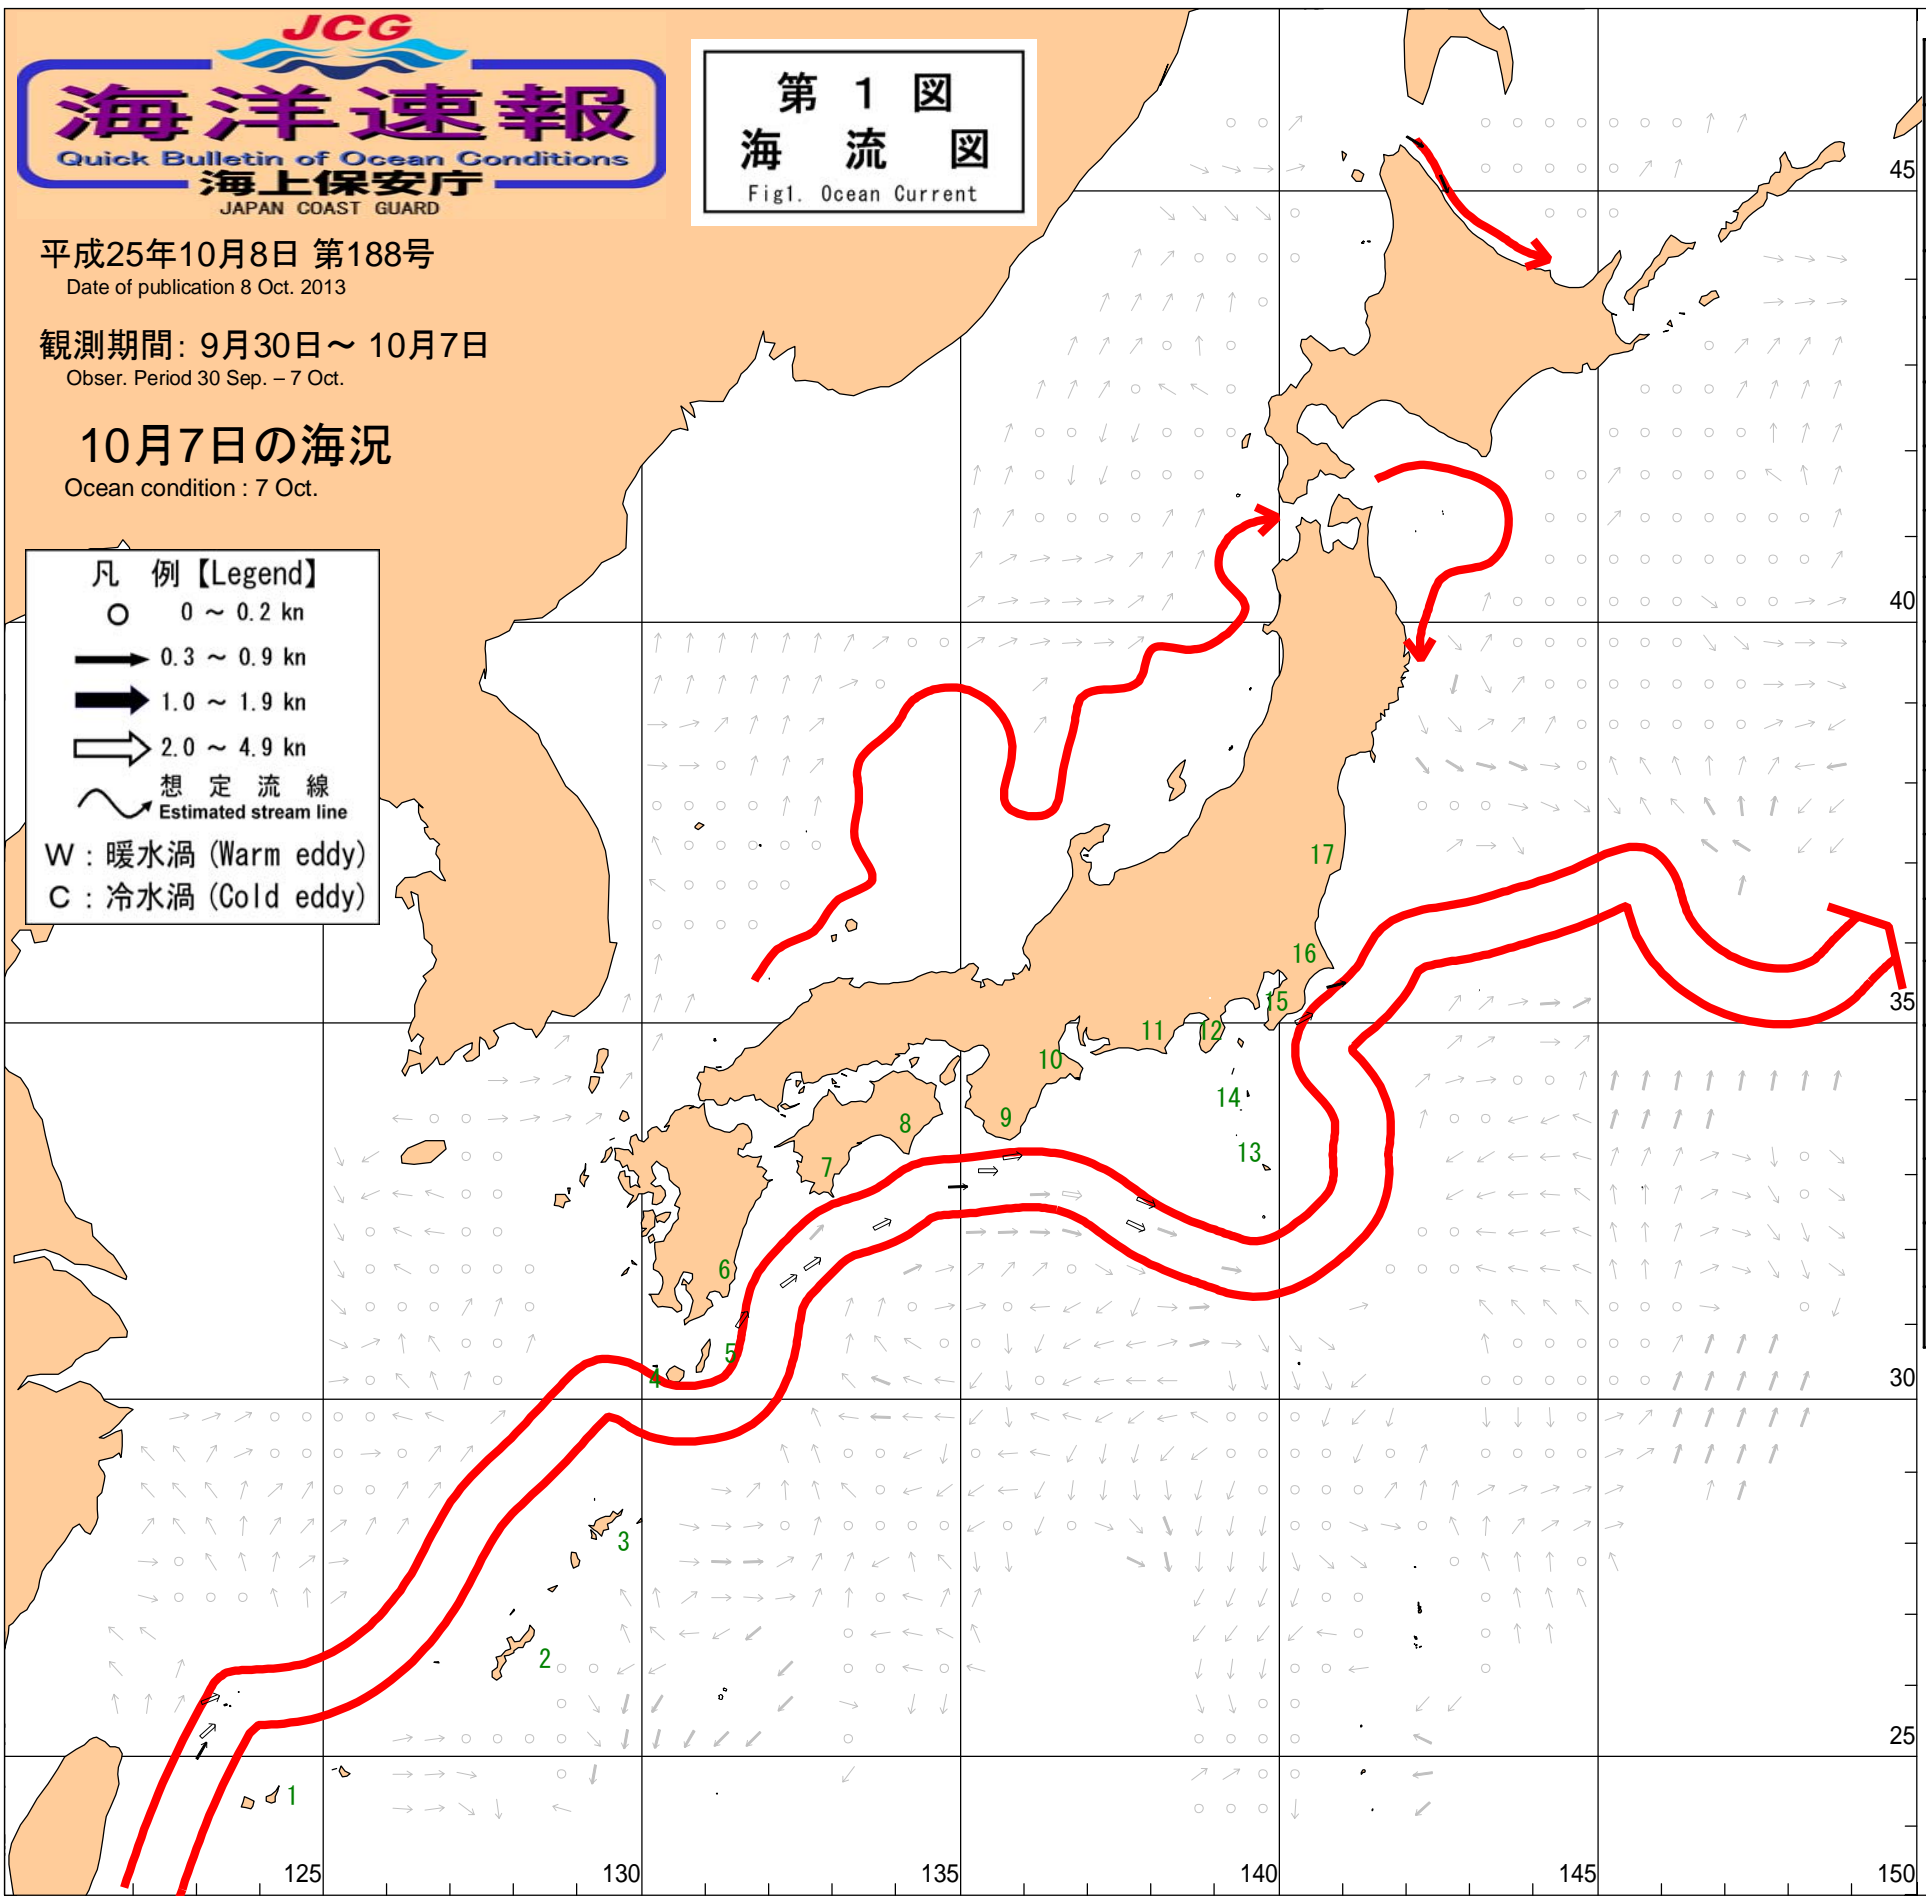 JCG
海洋速報
Quick Bulletin of Ocean Conditions
海上保安庁
JAPAN COAST GUARD
第 1 図
海 流 図
Fig1. Ocean Current
平成25年10月8日 第188号
Date of publication 8 Oct. 2013
観測期間: 9月30日～ 10月7日
Obser. Period 30 Sep. – 7 Oct.
10月7日の海況
Ocean condition : 7 Oct.
凡 例【Legend】
0 ～ 0.2 kn
0.3 ～ 0.9 kn
1.0 ～ 1.9 kn
2.0 ～ 4.9 kn
想 定 流 線
Estimated stream line
W : 暖水渦 (Warm eddy)
C : 冷水渦 (Cold eddy)
45
40
17
16
35
15
12
11
10
14
9
8
13
7
6
5
4
30
3
2
25
1
125
130
135
140
145
150